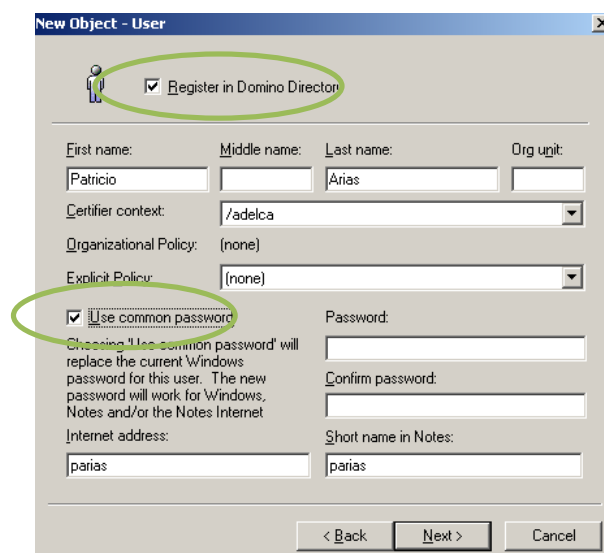 New Object - User
Register in Domino Directory
First name: Middle name: Last name: Org unit:
Patricio Arias
Certifier context: /adelca
Organizational Policy: (none)
Explicit Policy: (none)
Use common password Password:
Choosing 'Use common password' will
replace the current Windows
password for this user. The new
password will work for Windows,
Notes and/or the Notes Internet
Confirm password:
Internet address: Short name in Notes:
parias parias
< Back Next > Cancel